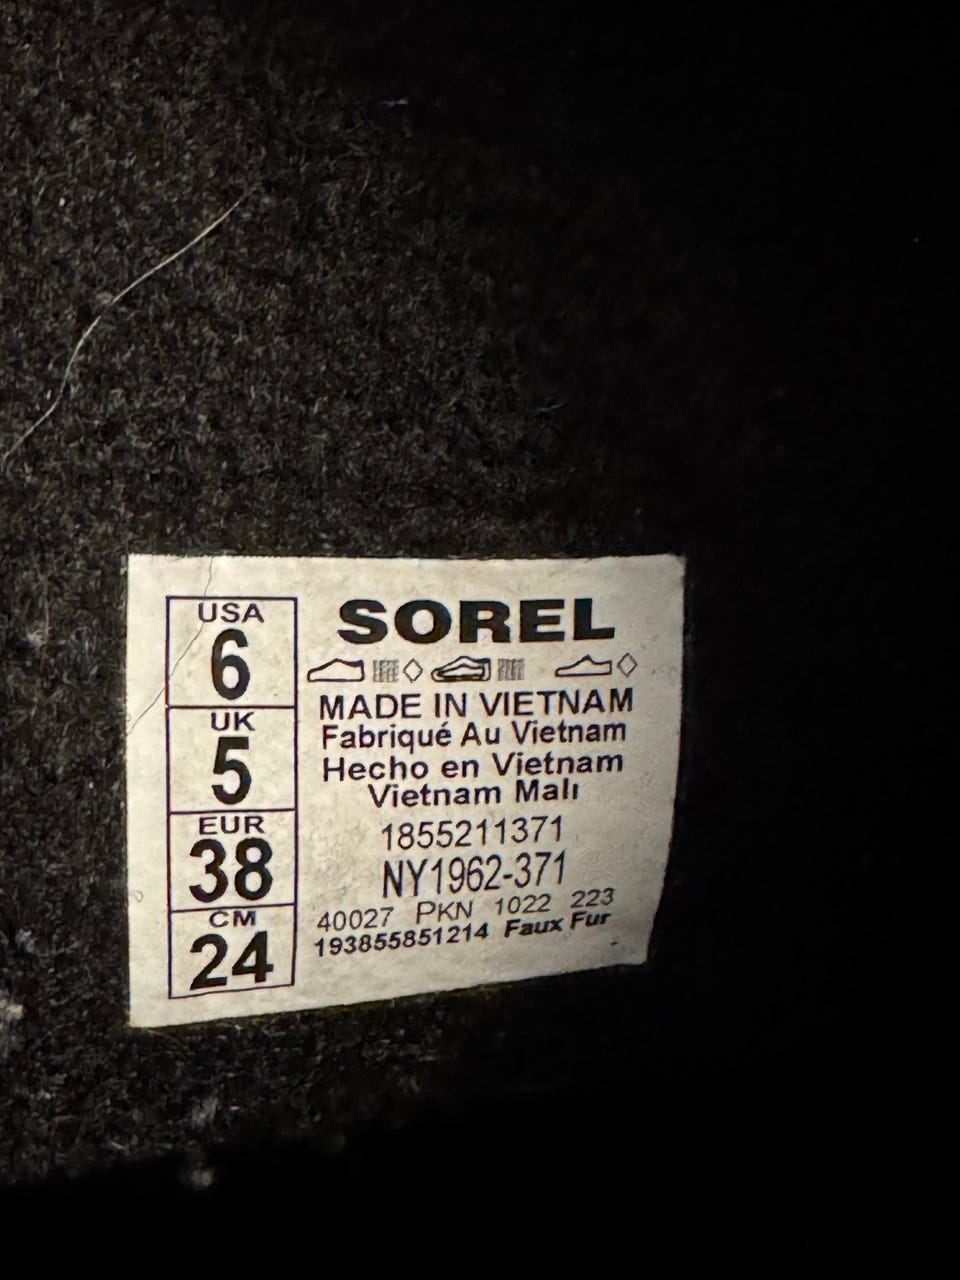 USA
6
UK
5
EUR
38
CM
24
SOREL
MADE IN VIETNAM
Fabriqué Au Vietnam
Hecho en Vietnam
Vietnam Malı
1855211371
NY1962-371
40027 PKN 1022 223
193855851214 Faux Fur